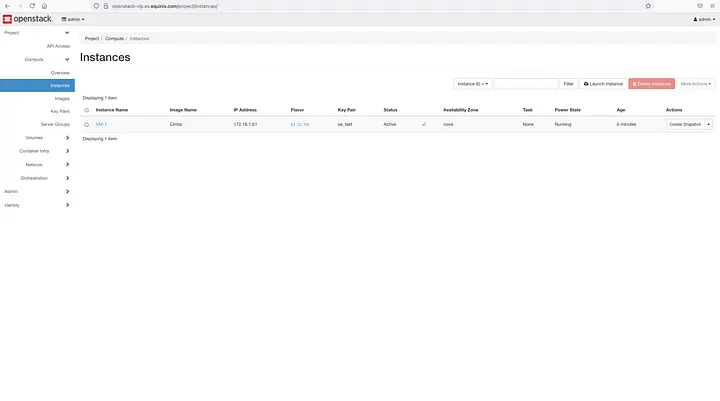 openstack-vip.es.equinix.com/project/instances/
openstack. admin admin
Project
API Access
Compute
Overview
Instances
Images
Key Pairs
Server Groups
Volumes
Container Infra
Network
Orchestration
Admin
Identity
Project / Compute / Instances
Instances
Instance ID = Filter Launch Instance Delete Instances More Actions
Displaying 1 item
Instance Name Image Name IP Address Flavor Key Pair Status Availability Zone Task Power State Age Actions
VM-1 Cirros 172.16.1.61 os_test Active nova None Running 0 minutes Create Snapshot
Displaying 1 item